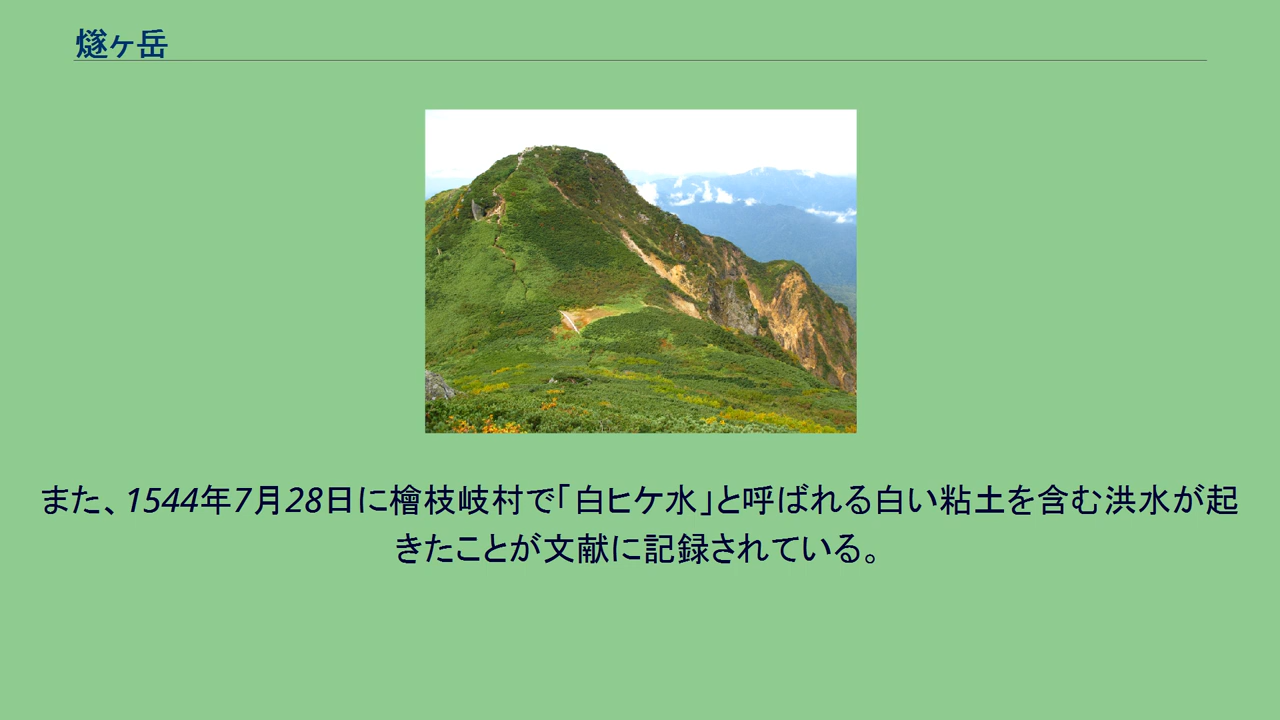 燧ヶ岳
また、1544年7月28日に檜枝岐村で「白ヒケ水」と呼ばれる白い粘土を含む洪水が起
きたことが文献に記録されている。